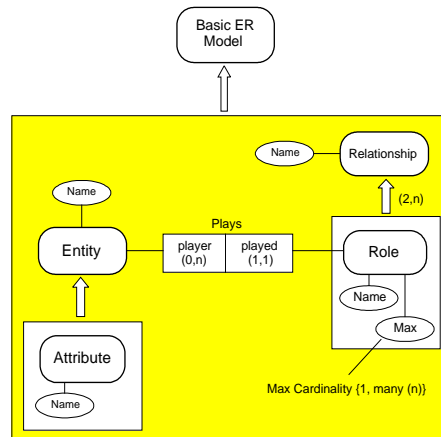 Basic ER
Model
Name
Relationship
(2,n)
Name
Plays
Entity
player
(0,n)
played
(1,1)
Role
Name
Max
Attribute
Name
Max Cardinality {1, many (n)}